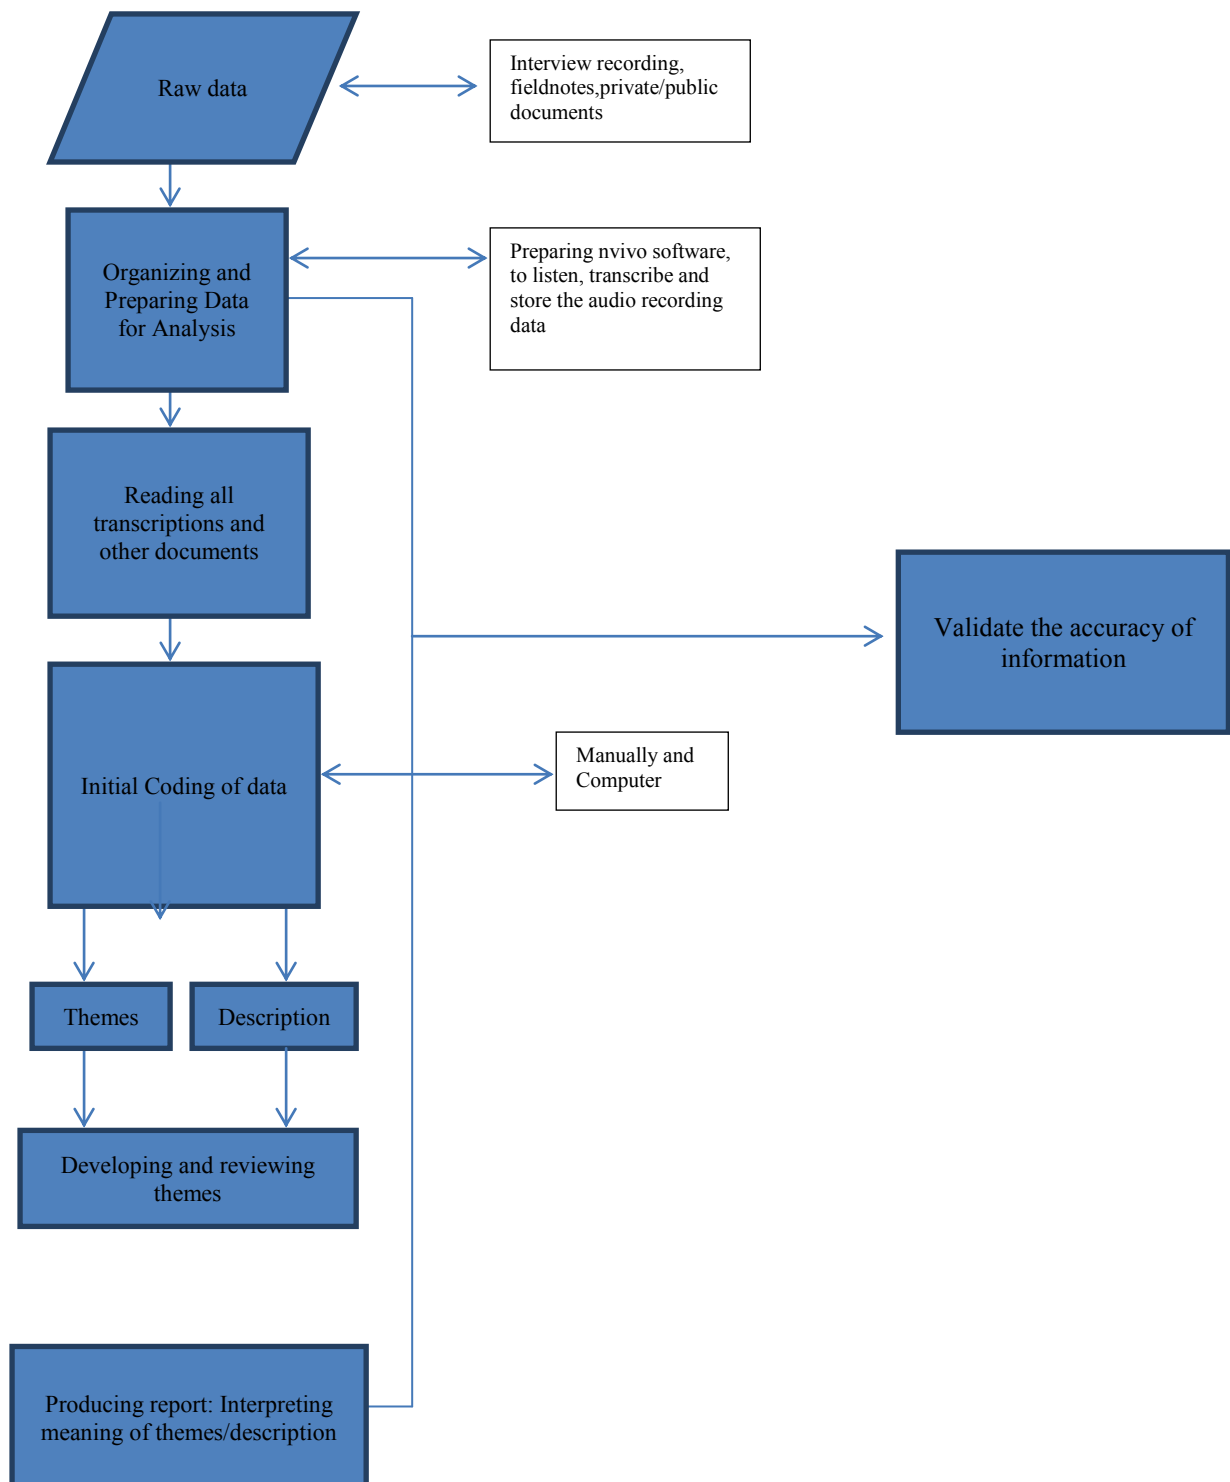 Raw data
Interview recording,
fieldnotes,private/public
documents
Organizing and
Preparing Data
for Analysis
Preparing nvivo software,
to listen, transcribe and
store the audio recording
data
Reading all
transcriptions and
other documents
Validate the accuracy of
information
Initial Coding of data
Manually and
Computer
Themes
Description
Developing and reviewing
themes
Producing report: Interpreting
meaning of themes/description